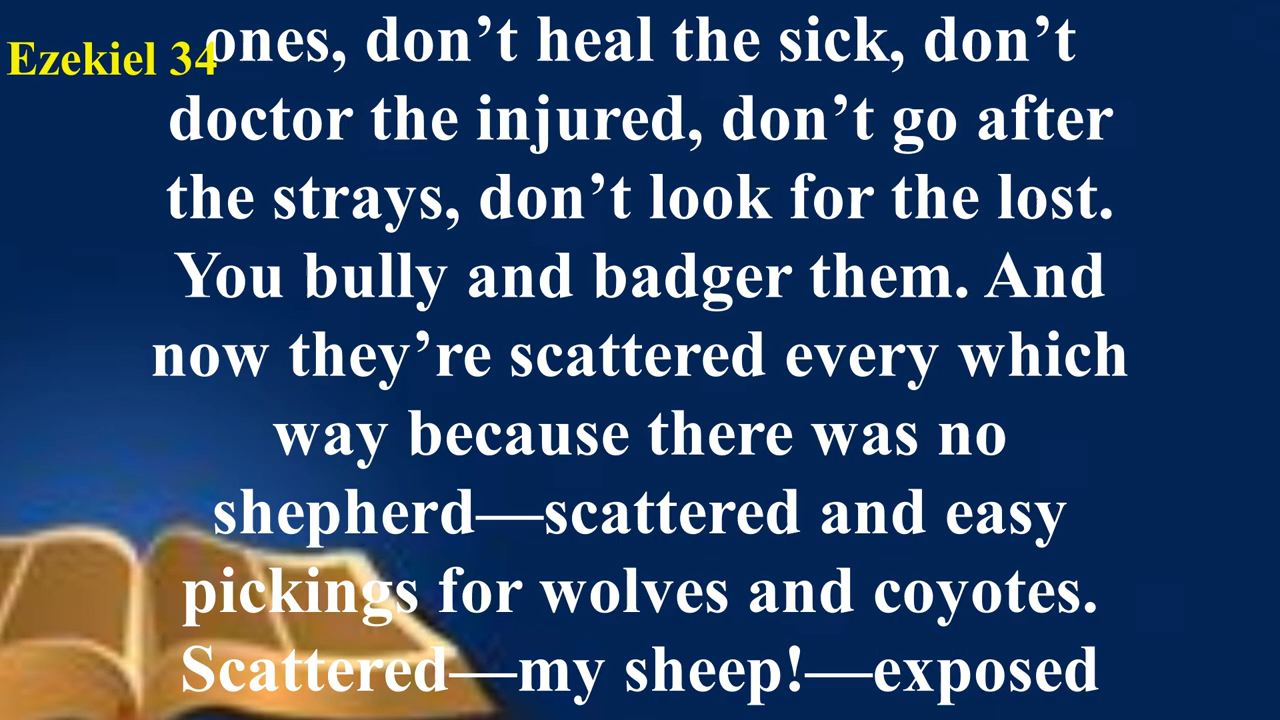 Ezekiel 34
ones, don’t heal the sick, don’t
doctor the injured, don’t go after
the strays, don’t look for the lost.
You bully and badger them. And
now they’re scattered every which
way because there was no
shepherd—scattered and easy
pickings for wolves and coyotes.
Scattered—my sheep!—exposed